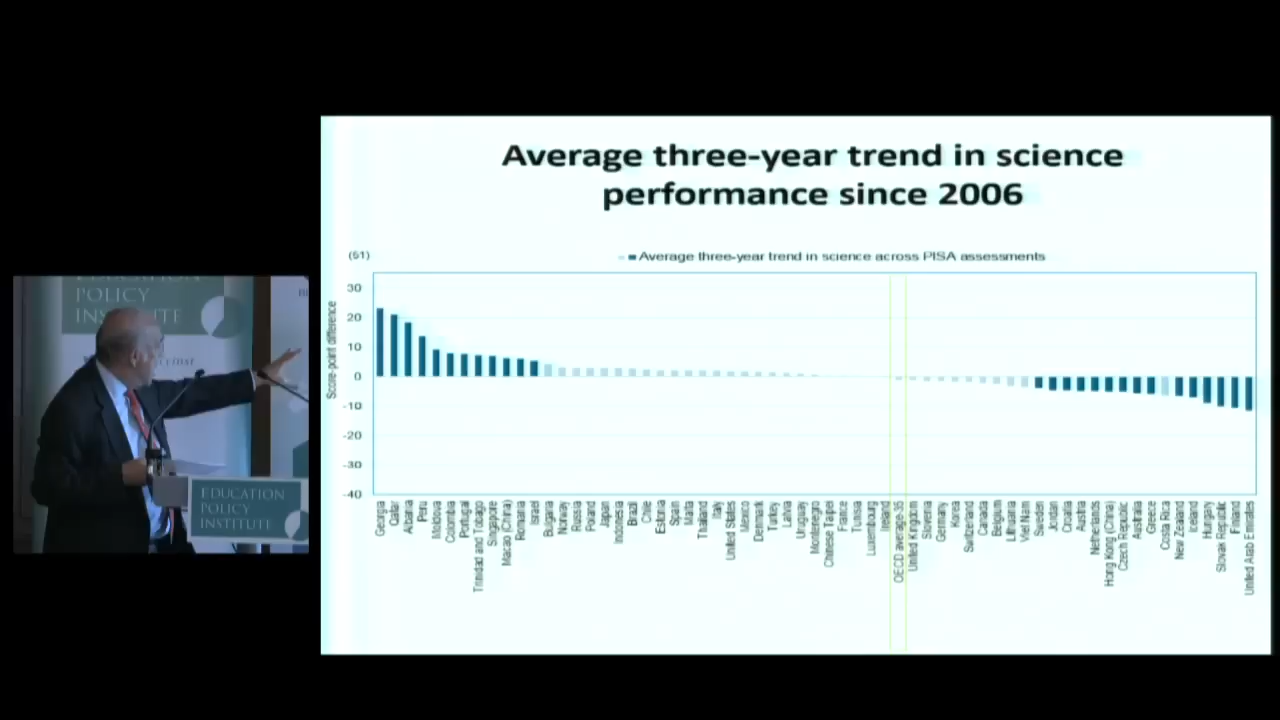 Average three-year trend in science
performance since 2006
(61)
Average three-year trend in science across PISA assessments
Score-point difference
30
20
10
0
-10
-20
-30
-40
Georgia
Qatar
Albania
Peru
Moldova
Colombia
Portugal
Trinidad and Tobago
Singapore
Macao (China)
Romania
Israel
Bulgaria
Norway
Russia
Poland
Japan
Indonesia
Brazil
Chile
Estonia
Spain
Malta
Thailand
Italy
United States
Mexico
Denmark
Turkey
Latvia
Uruguay
Montenegro
Chinese Taipei
France
Tunisia
Luxembourg
Ireland
OECD average-35
United Kingdom
Slovenia
Germany
Korea
Switzerland
Canada
Belgium
Lithuania
Viet Nam
Sweden
Jordan
Croatia
Austria
Netherlands
Hong Kong (China)
Czech Republic
Australia
Greece
Costa Rica
New Zealand
Iceland
Hungary
Slovak Republic
Finland
United Arab Emirates
EDUCATION
POLICY
INSTITUTE
EDUCATION
POLICY
INSTITUTE